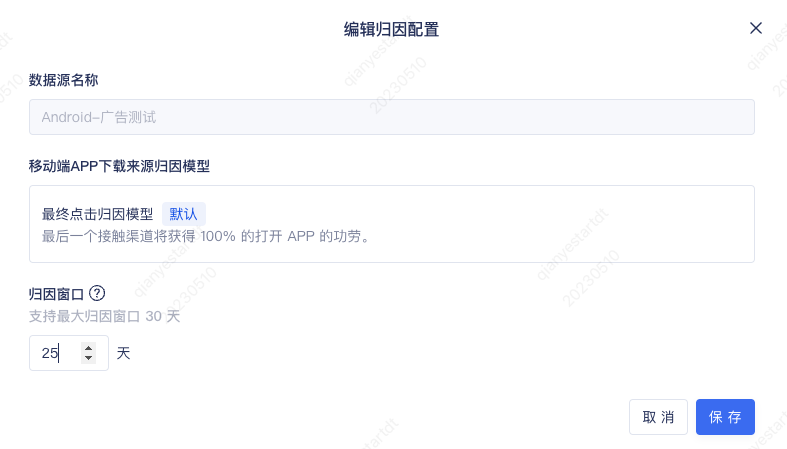 编辑归因配置
数据源名称
Android-广告测试
移动端APP下载来源归因模型
最终点击归因模型 默认
最后一个接触渠道将获得 100% 的打开 APP 的功劳。
归因窗口 ?
支持最大归因窗口 30 天
25 天
取 消 保 存
qianyestartdt
20230510
qianyestartdt
20230510
qianyestartdt
20230510